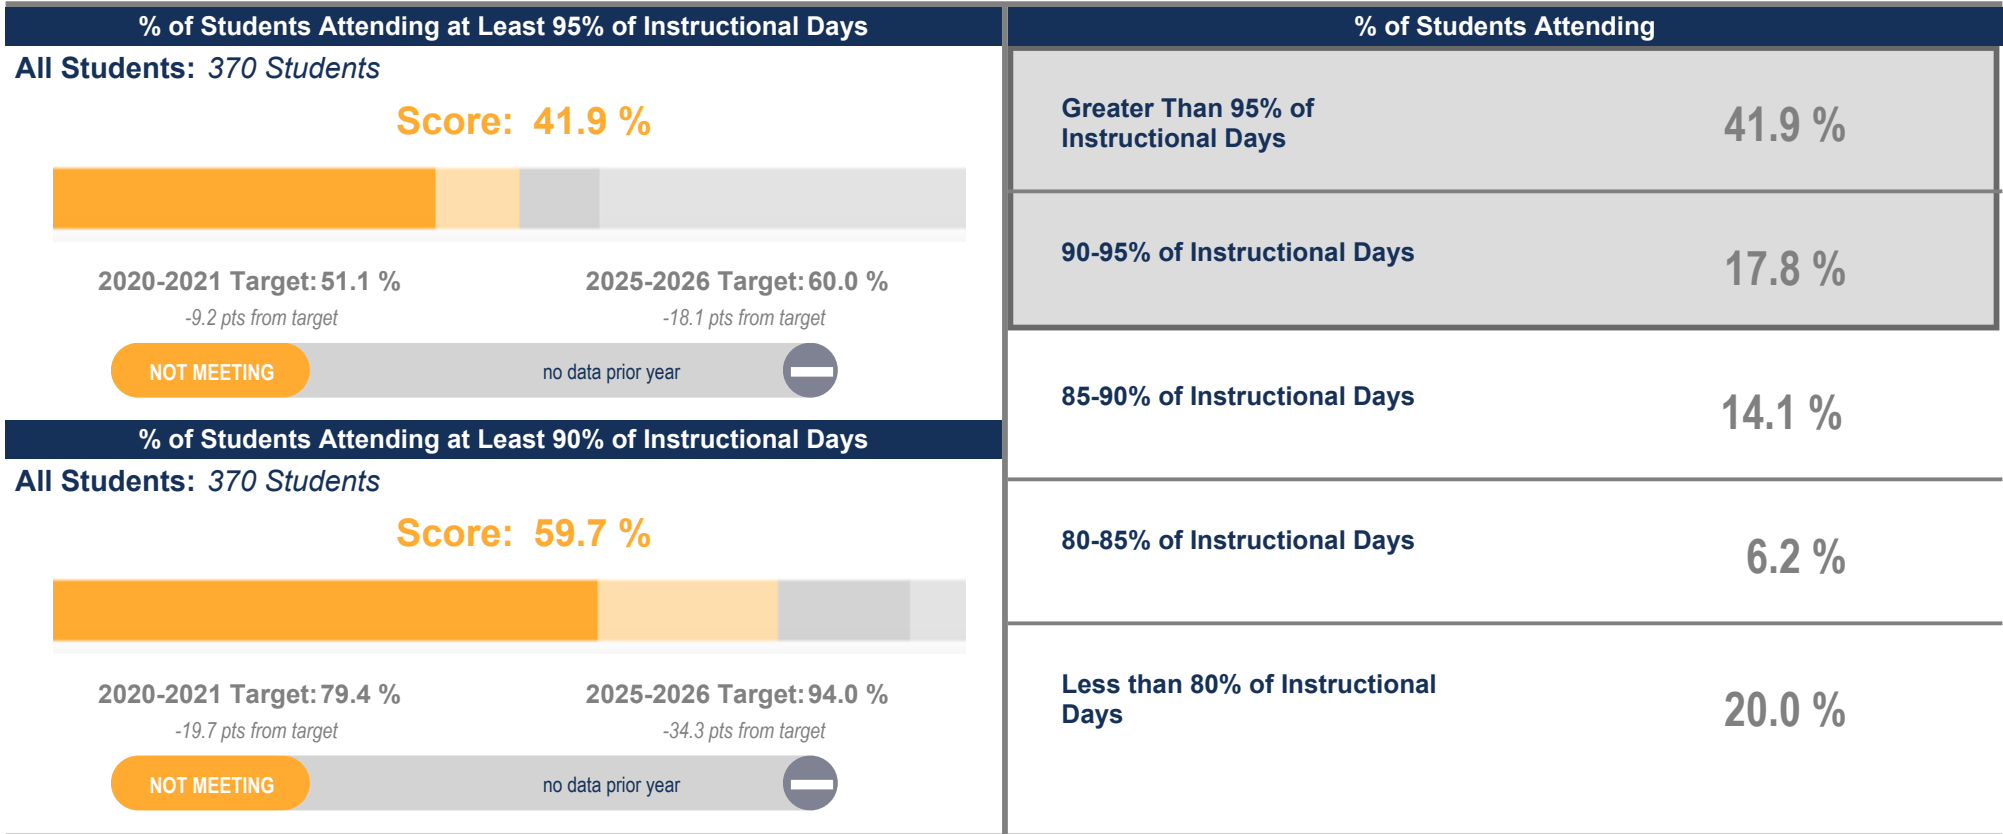 % of Students Attending at Least 95% of Instructional Days
All Students: 370 Students
Score: 41.9 %
2020-2021 Target: 51.1 %
-9.2 pts from target
2025-2026 Target: 60.0 %
-18.1 pts from target
NOT MEETING
no data prior year
% of Students Attending at Least 90% of Instructional Days
All Students: 370 Students
Score: 59.7 %
2020-2021 Target: 79.4 %
-19.7 pts from target
2025-2026 Target: 94.0 %
-34.3 pts from target
NOT MEETING
no data prior year
% of Students Attending
Greater Than 95% of
Instructional Days
41.9 %
90-95% of Instructional Days
17.8 %
85-90% of Instructional Days
14.1 %
80-85% of Instructional Days
6.2 %
Less than 80% of Instructional
Days
20.0 %